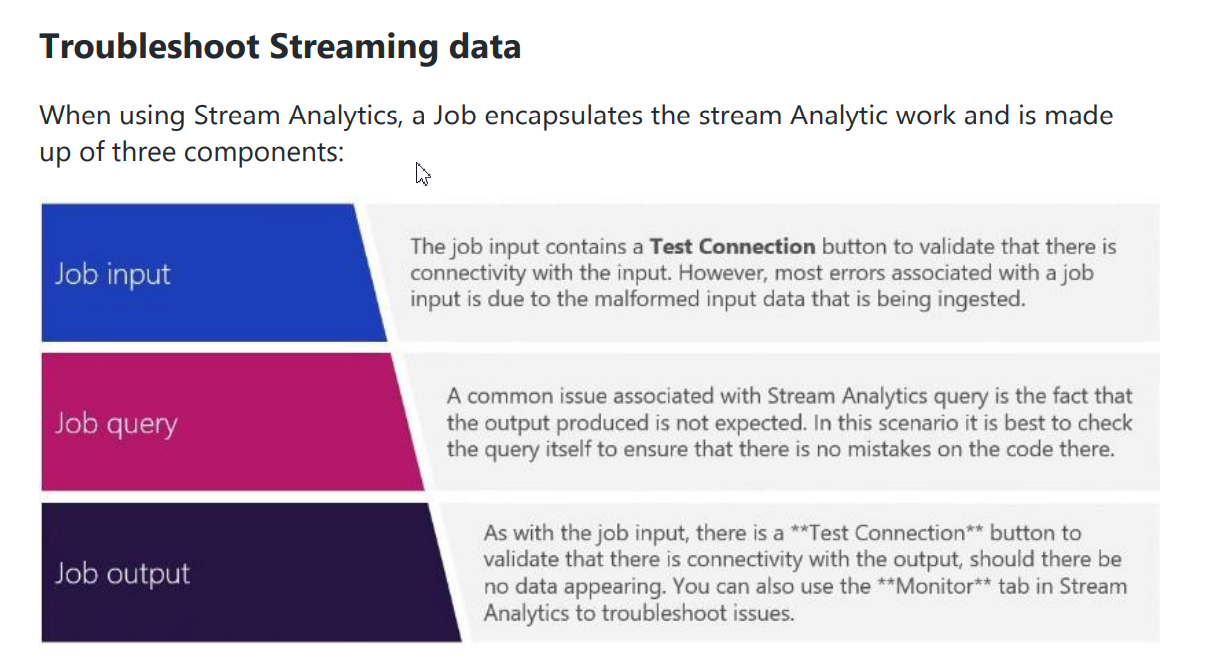 Troubleshoot Streaming data
When using Stream Analytics, a Job encapsulates the stream Analytic work and is made
up of three components:
Job input
The job input contains a Test Connection button to validate that there is
connectivity with the input. However, most errors associated with a job
input is due to the malformed input data that is being ingested.
Job query
A common issue associated with Stream Analytics query is the fact that
the output produced is not expected. In this scenario it is best to check
the query itself to ensure that there is no mistakes on the code there.
Job output
As with the job input, there is a **Test Connection** button to
validate that there is connectivity with the output, should there be
no data appearing. You can also use the **Monitor** tab in Stream
Analytics to troubleshoot issues.